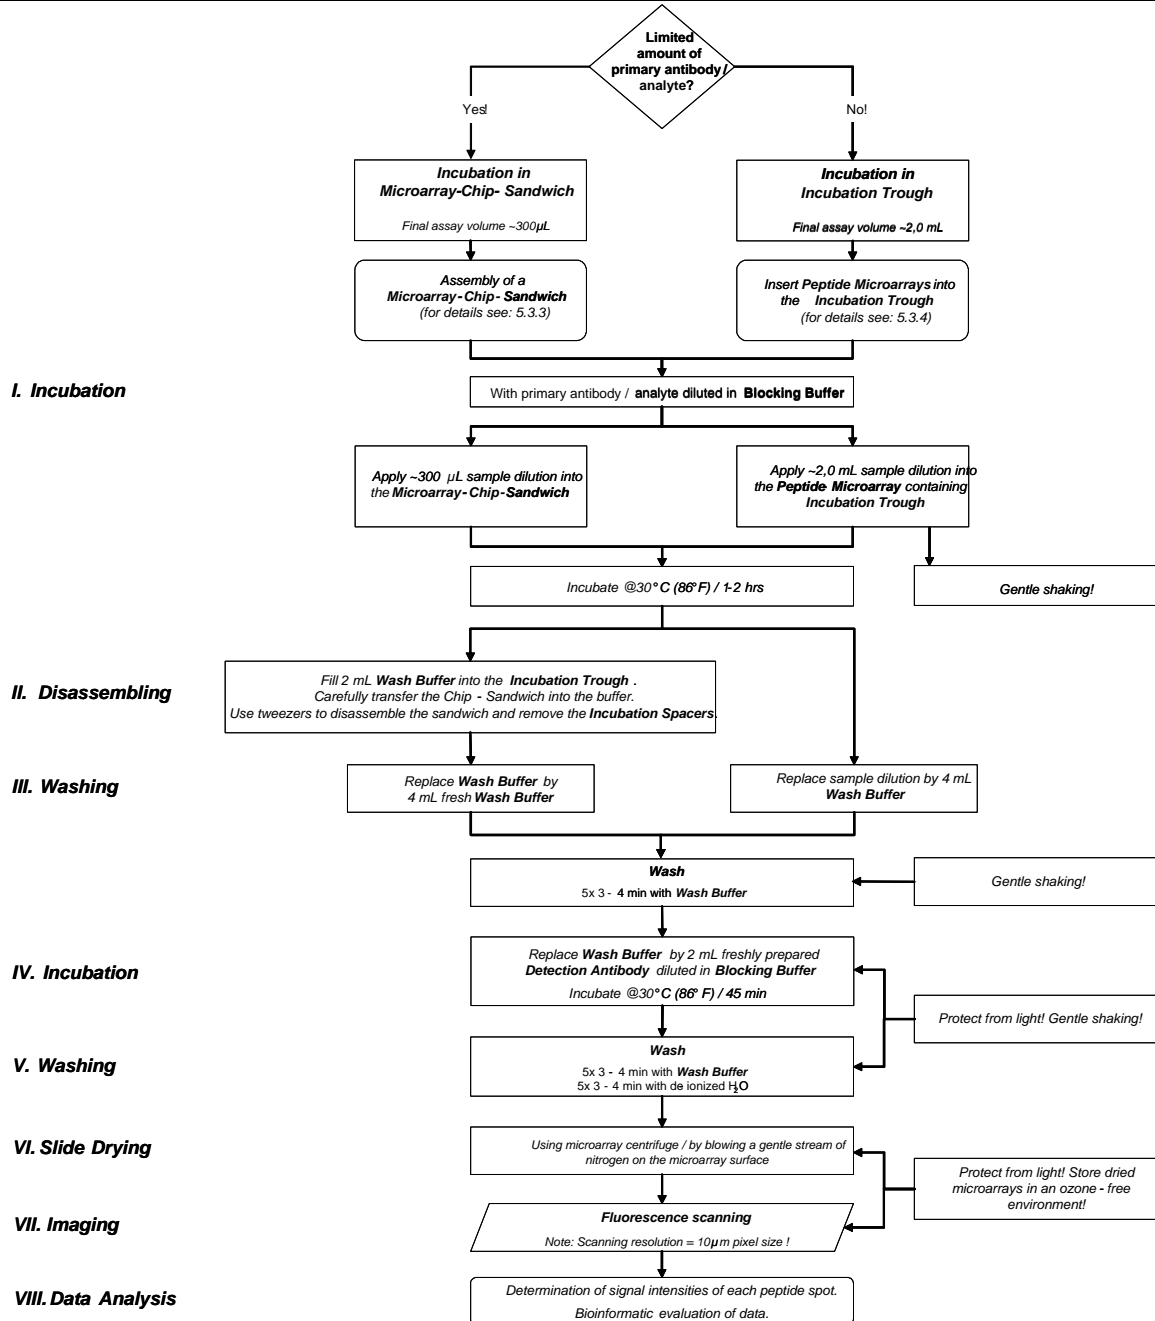 Limited
amount of
primary antibody/
analyte?
Yes!
No!
Incubation in
Microarray-Chip- Sandwich
Final assay volume ~300µL
Incubation in
Incubation Trough
Final assay volume ~2,0 mL
Assembly of a
Microarray-Chip-Sandwich
(for details see: 5.3.3)
Insert Peptide Microarrays into
the Incubation Trough
(for details see: 5.3.4)
I. Incubation
With primary antibody / analyte diluted in Blocking Buffer
Apply ~300 µL sample dilution into
the Microarray-Chip-Sandwich
Apply ~2,0 mL sample dilution into
the Peptide Microarray containing
Incubation Trough
Incubate @30°C (86°F) / 1-2 hrs
Gentle shaking!
II. Disassembling
Fill 2 mL Wash Buffer into the Incubation Trough .
Carefully transfer the Chip - Sandwich into the buffer.
Use tweezers to disassemble the sandwich and remove the Incubation Spacers.
III. Washing
Replace Wash Buffer by
4 mL fresh Wash Buffer
Replace sample dilution by 4 mL
Wash Buffer
Wash
5x 3 - 4 min with Wash Buffer
Gentle shaking!
IV. Incubation
Replace Wash Buffer by 2 mL freshly prepared
Detection Antibody diluted in Blocking Buffer
Incubate @30°C (86° F) / 45 min
Protect from light! Gentle shaking!
V. Washing
Wash
5x 3 - 4 min with Wash Buffer
5x 3 - 4 min with de ionized H2O
VI. Slide Drying
Using microarray centrifuge / by blowing a gentle stream of
nitrogen on the microarray surface
Protect from light! Store dried
microarrays in an ozone - free
environment!
VII. Imaging
Fluorescence scanning
Note: Scanning resolution = 10µm pixel size !
VIII. Data Analysis
Determination of signal intensities of each peptide spot.
Bioinformatic evaluation of data.